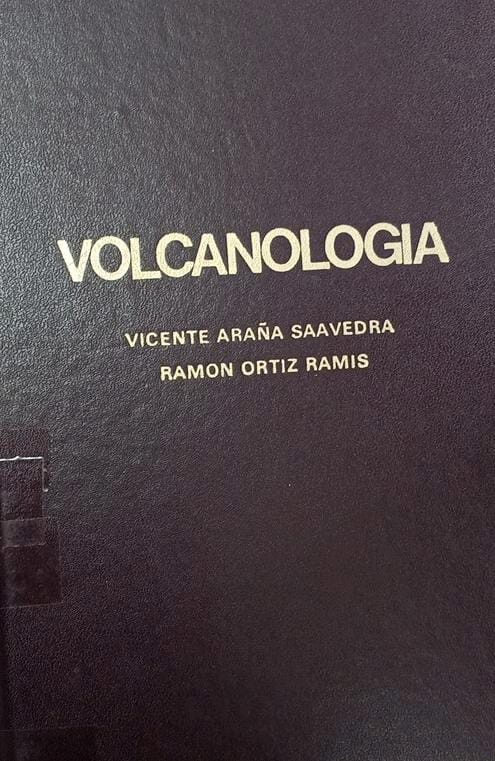 VOLCANOLOGIA
VICENTE ARAÑA SAAVEDRA
RAMON ORTIZ RAMIS